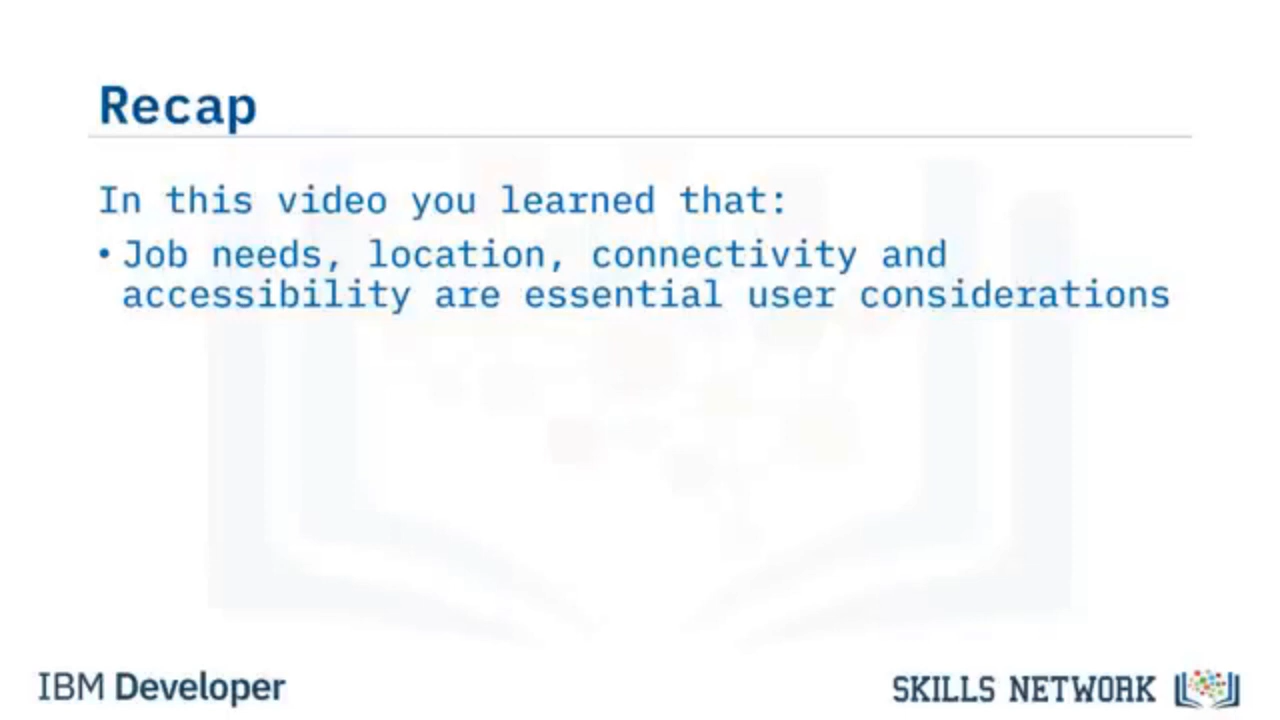 Recap
In this video you learned that:
• Job needs, location, connectivity and
accessibility are essential user considerations
IBM Developer
SKILLS NETWORK